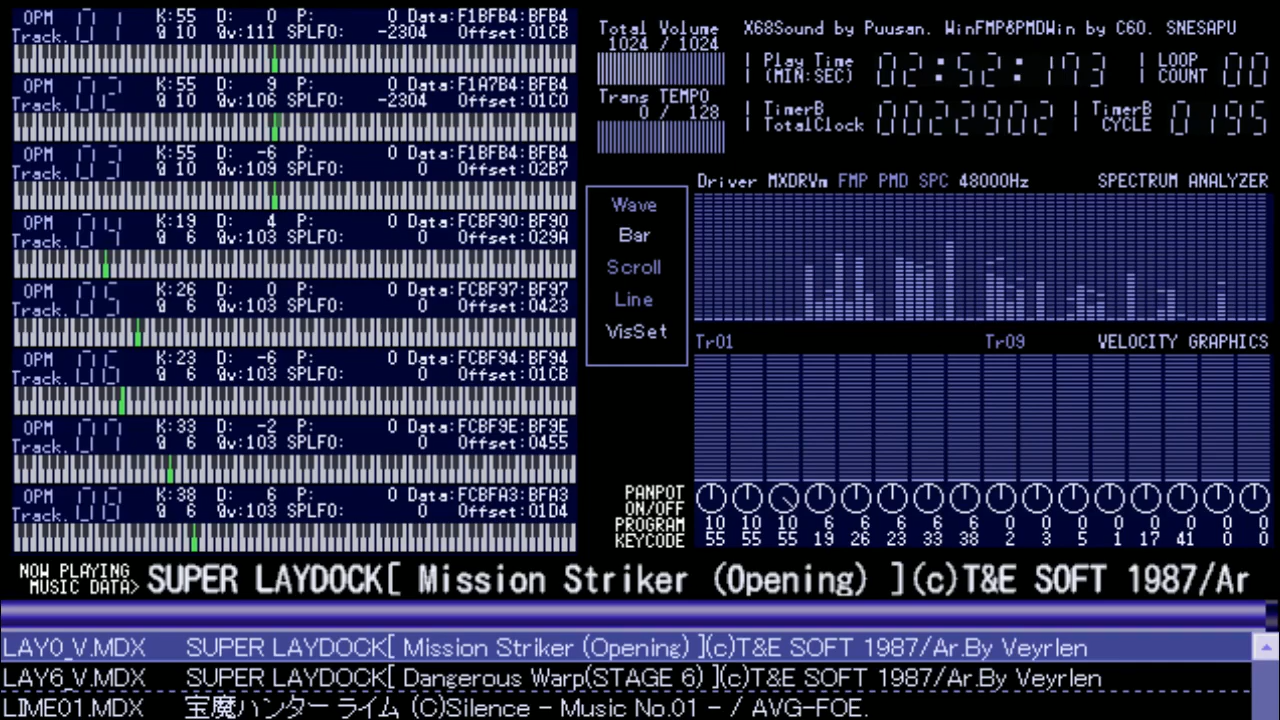 OPM K:55 D: 0 P: 0 Data:F1BFB4:BFB4
Track. 01 @ 10 @v:111 SPLFO: -2304 Offset:01CB
OPM K:55 D: 9 P: 0 Data:F1A7B4:BFB4
Track. 02 @ 10 @v:106 SPLFO: -2304 Offset:01C0
OPM K:55 D: -6 P: 0 Data:F1BFB4:BFB4
Track. 03 @ 10 @v:109 SPLFO: 0 Offset:02B7
OPM K:19 D: 4 P: 0 Data:FCBF90:BF90
Track. 04 @ 6 @v:103 SPLFO: 0 Offset:029A
OPM K:26 D: 0 P: 0 Data:FCBF97:BF97
Track. 05 @ 6 @v:103 SPLFO: 0 Offset:0423
OPM K:23 D: -6 P: 0 Data:FCBF94:BF94
Track. 06 @ 6 @v:103 SPLFO: 0 Offset:01CB
OPM K:33 D: -2 P: 0 Data:FCBF9E:BF9E
Track. 07 @ 6 @v:103 SPLFO: 0 Offset:0455
OPM K:38 D: 6 P: 0 Data:FCBFA3:BFA3
Track. 08 @ 6 @v:103 SPLFO: 0 Offset:01D4
Total Volume
1024 / 1024
Trans TEMPO
0 / 128
X68Sound by Puusan. WinFMP&PMDWin by C60. SNESAPU
Play Time (MIN:SEC) 02:52:173 LOOP COUNT 00
TimerB TotalClock 0022902 TimerB CYCLE 0195
Wave
Bar
Scroll
Line
VisSet
Driver MXDRVm FMP PMD SPC 48000Hz SPECTRUM ANALYZER
Tr01 Tr09 VELOCITY GRAPHICS
PANPOT
ON/OFF
PROGRAM 10 10 10 6 6 6 6 6 0 0 0 0 0 0 0 0
KEYCODE 55 55 55 19 26 23 33 38 2 3 5 1 17 41 0 0
NOW PLAYING
MUSIC DATA> SUPER LAYDOCK[ Mission Striker (Opening) ](c)T&E SOFT 1987/Ar
LAY0_V.MDX SUPER LAYDOCK[ Mission Striker (Opening) ](c)T&E SOFT 1987/Ar.By Veyrlen
LAY6_V.MDX SUPER LAYDOCK[ Dangerous Warp(STAGE 6) ](c)T&E SOFT 1987/Ar.By Veyrlen
LIME01.MDX 宝魔ハンター ライム (C)Silence - Music No.01 - / AVG-FOE.